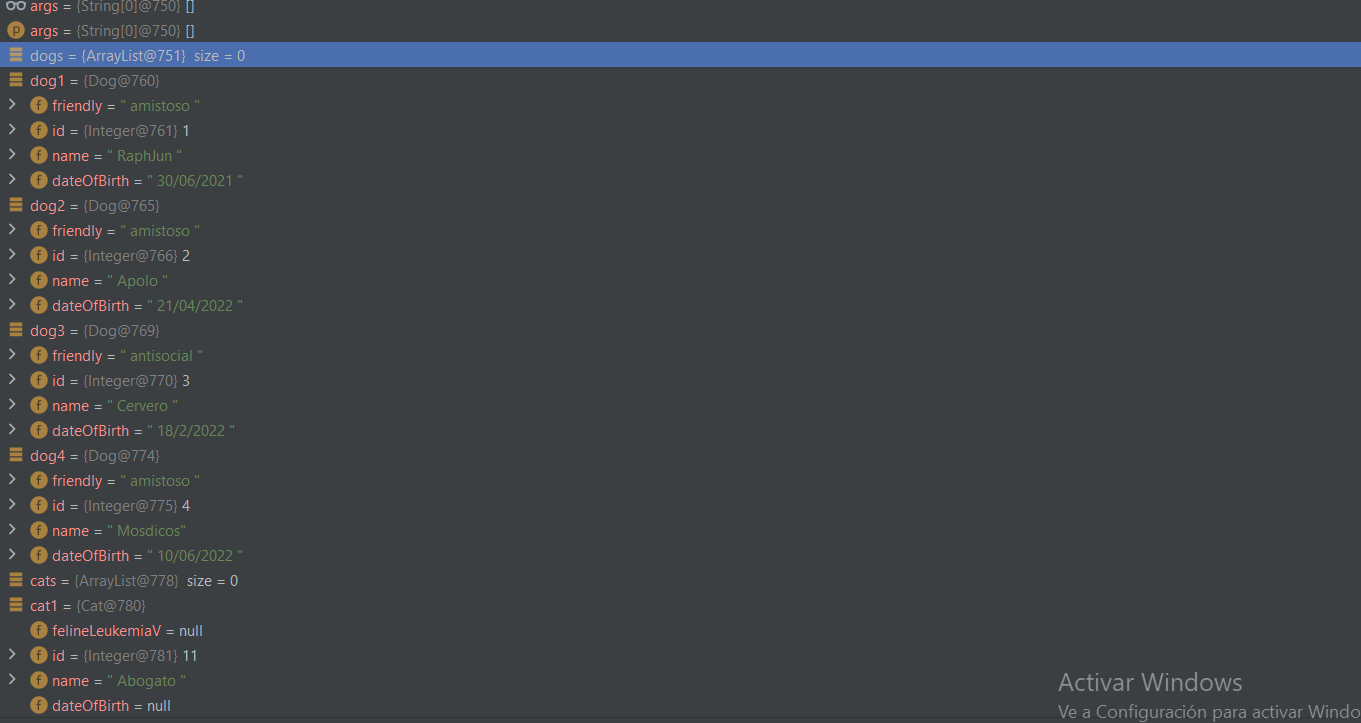 args = {String[0]@750} []
p args = {String[0]@750} []
dogs = {ArrayList@751} size = 0
dog1 = {Dog@760}
f friendly = " amistoso "
f id = {Integer@761} 1
f name = " RaphJun "
f dateOfBirth = " 30/06/2021 "
dog2 = {Dog@765}
f friendly = " amistoso "
f id = {Integer@766} 2
f name = " Apolo "
f dateOfBirth = " 21/04/2022 "
dog3 = {Dog@769}
f friendly = " antisocial "
f id = {Integer@770} 3
f name = " Cervero "
f dateOfBirth = " 18/2/2022 "
dog4 = {Dog@774}
f friendly = " amistoso "
f id = {Integer@775} 4
f name = " Mosdicos"
f dateOfBirth = " 10/06/2022 "
cats = {ArrayList@778} size = 0
cat1 = {Cat@780}
f felineLeukemiaV = null
f id = {Integer@781} 11
f name = " Abogato "
f dateOfBirth = null
Activar Windows
Ve a Configuración para activar Windo